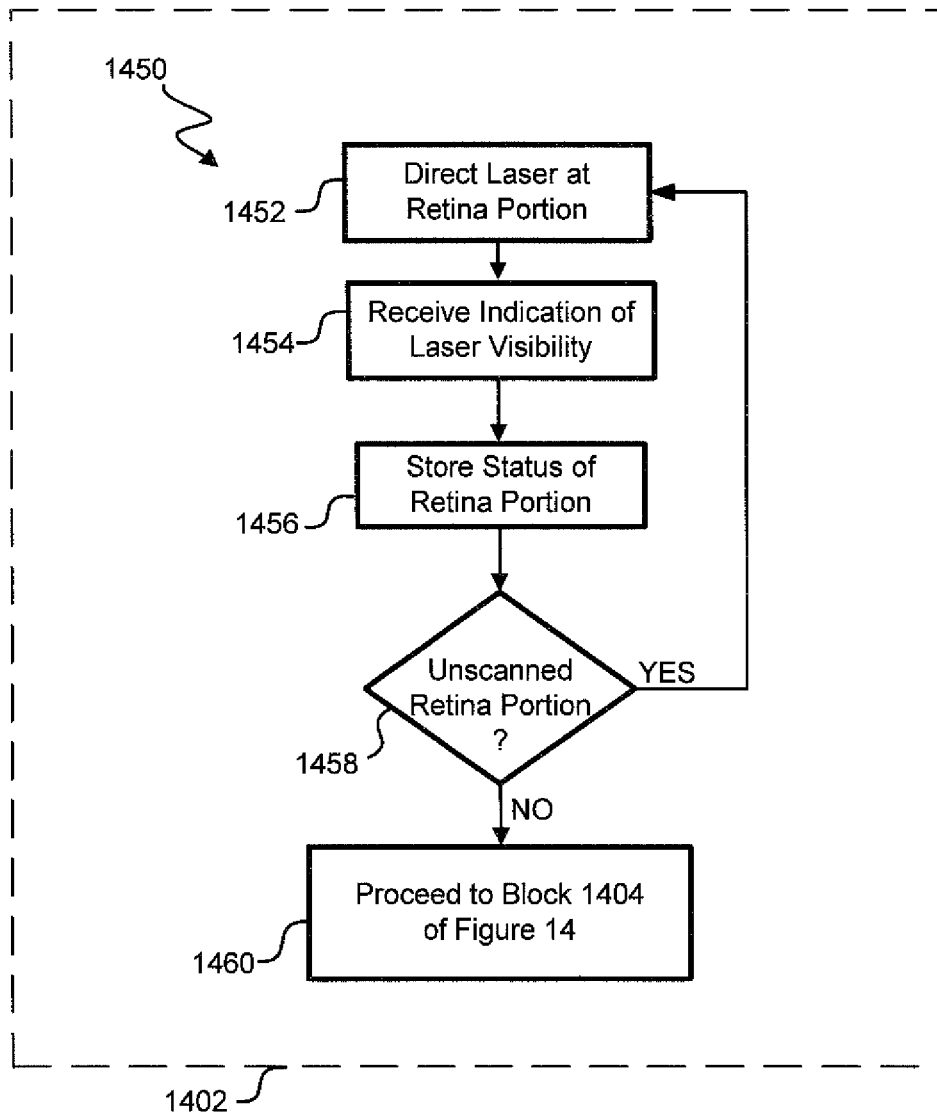 1450
Direct Laser at
Retina Portion
1452
Receive Indication of
Laser Visibility
1454
Store Status of
Retina Portion
1456
Unscanned
Retina Portion
?
YES
1458
NO
Proceed to Block 1404
of Figure 14
1460
1402